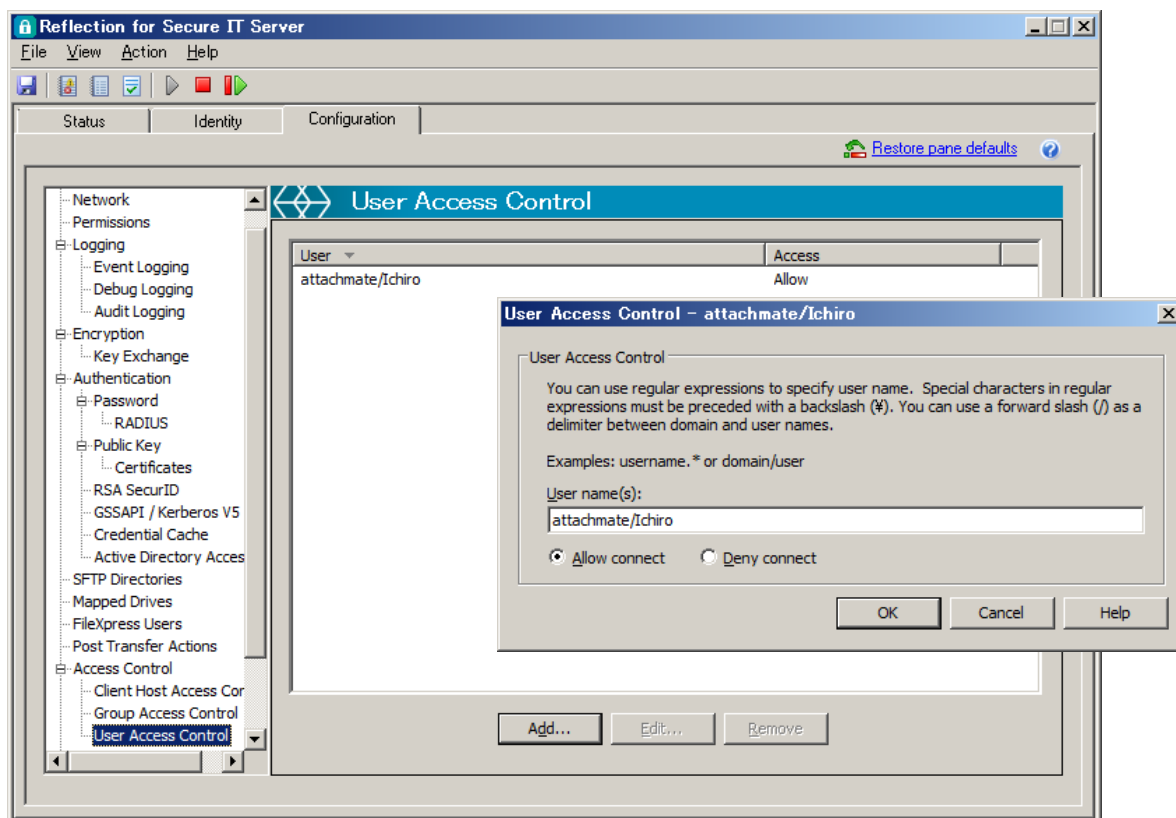 Reflection for Secure IT Server
File View Action Help
Status Identity Configuration
Restore pane defaults
Network
Permissions
Logging
Event Logging
Debug Logging
Audit Logging
Encryption
Key Exchange
Authentication
Password
RADIUS
Public Key
Certificates
RSA SecurID
GSSAPI / Kerberos V5
Credential Cache
Active Directory Acces
SFTP Directories
Mapped Drives
FileXpress Users
Post Transfer Actions
Access Control
Client Host Access Cor
Group Access Control
User Access Control
User Access Control
User Access
attachmate/Ichiro Allow
Add... Edit... Remove
User Access Control - attachmate/Ichiro
User Access Control
You can use regular expressions to specify user name. Special characters in regular
expressions must be preceded with a backslash (¥). You can use a forward slash (/) as a
delimiter between domain and user names.
Examples: username.* or domain/user
User name(s):
attachmate/Ichiro
Allow connect Deny connect
OK Cancel Help